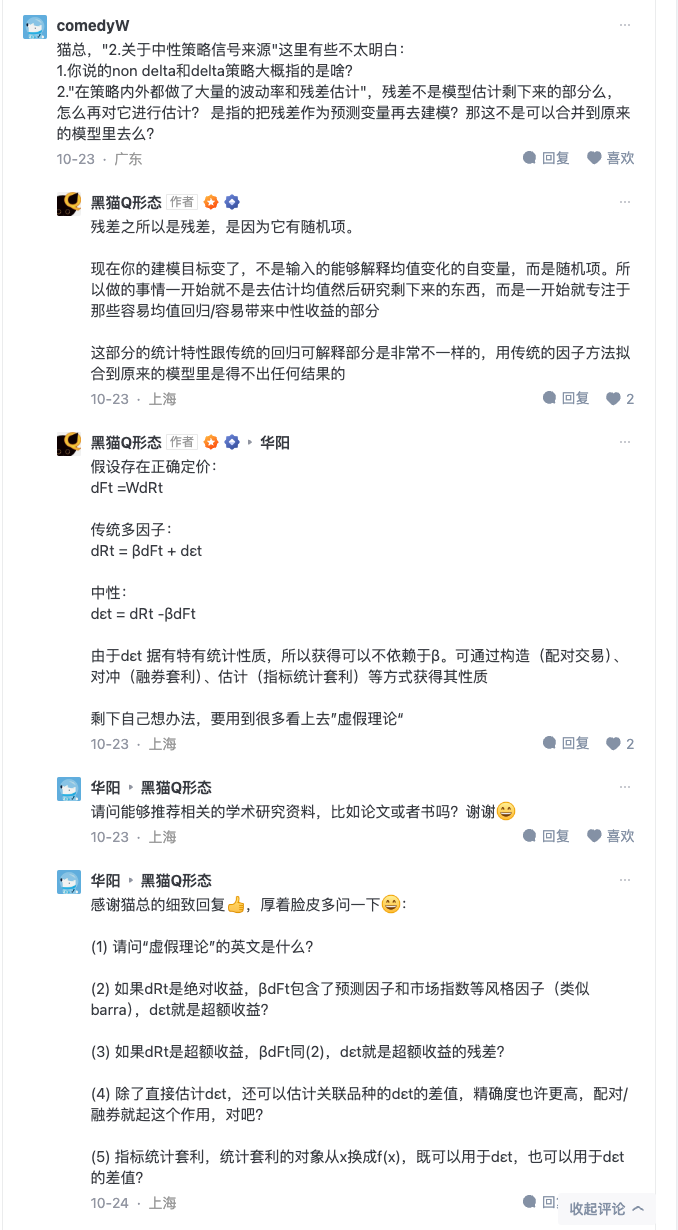 comedyW
猫总，"2.关于中性策略信号来源"这里有些不太明白：
1.你说的non delta和delta策略大概指的是啥?
2."在策略内外都做了大量的波动率和残差估计"，残差不是模型估计剩下来的部分么，
怎么再对它进行估计？ 是指的把残差作为预测变量再去建模？那这不是可以合并到原来
的模型里去么?
10-23 · 广东
回复 喜欢
黑猫Q形态 作者
残差之所以是残差，是因为它有随机项。
现在你的建模目标变了，不是输入的能够解释均值变化的自变量，而是随机项。所
以做的事情一开始就不是去估计均值然后研究剩下来的东西，而是一开始就专注于
那些容易均值回归/容易带来中性收益的部分
这部分的统计特性跟传统的回归可解释部分是非常不一样的，用传统的因子方法拟
合到原来的模型里是得不出任何结果的
10-23 · 上海
回复 2
黑猫Q形态 作者 华阳
假设存在正确定价：
dFt =WdRt
传统多因子：
dRt = βdFt + dεt
中性：
dεt = dRt -βdFt
由于dεt 据有特有统计性质，所以获得可以不依赖于β。可通过构造（配对交易）、
对冲（融券套利）、估计（指标统计套利）等方式获得其性质
剩下自己想办法，要用到很多看上去”虚假理论“
10-23 · 上海
回复 2
华阳 黑猫Q形态
请问能够推荐相关的学术研究资料，比如论文或者书吗？谢谢😄
10-23 · 上海
回复 喜欢
华阳 黑猫Q形态
感谢猫总的细致回复👍，厚着脸皮多问一下😄：
(1) 请问“虚假理论”的英文是什么?
(2) 如果dRt是绝对收益，βdFt包含了预测因子和市场指数等风格因子（类似
barra），dεt就是超额收益?
(3) 如果dRt是超额收益，βdFt同(2)，dεt就是超额收益的残差?
(4) 除了直接估计dεt，还可以估计关联品种的dεt的差值，精确度也许更高，配对/
融券就起这个作用，对吧?
(5) 指标统计套利，统计套利的对象从x换成f(x)，既可以用于dεt，也可以用于dεt
的差值?
10-24 · 上海
回
收起评论